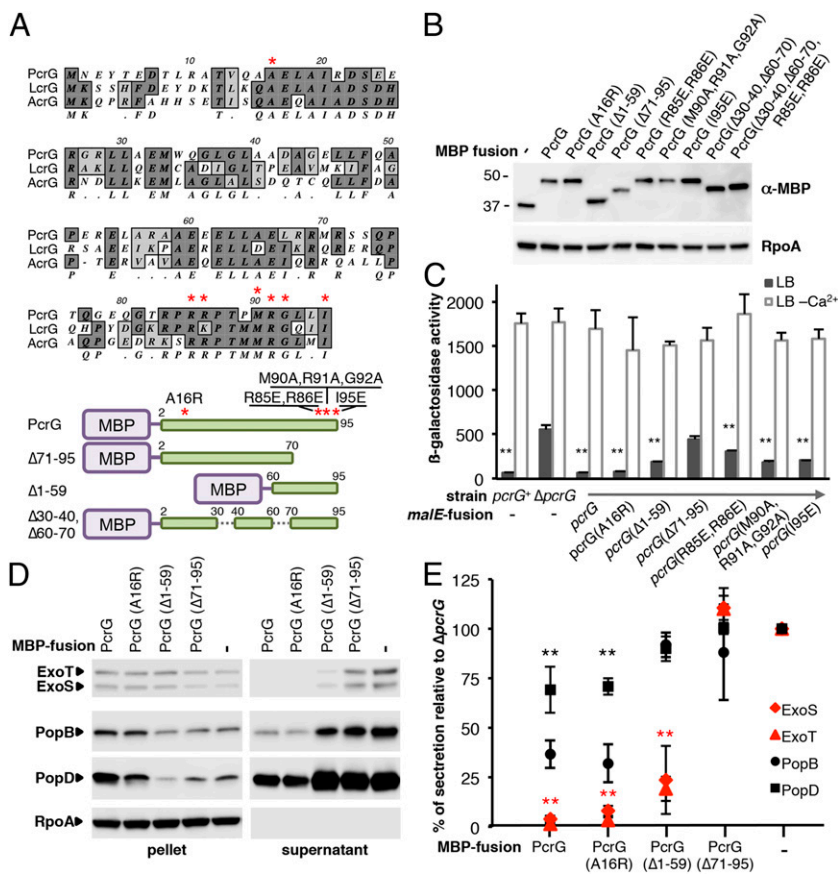 A
10 20
PcrG M N E Y T E D T L R A T V Q A A E L A I R D S E E
LcrG M K S S H F D E Y D K T L K Q A E L A I A D S D H
AcrG M K Q P R F A H H S E T I S Q A E Q A I A D S D H
M K . F D T . . A E L A I A D S D H
30 40 50
PcrG R G R L L A E M W Q G L G L A A D A G E L L F Q
LcrG R A K L L Q E M C A D I G L T P E A V M K I F A G
AcrG R N D L L K E M L A G L A L S D Q T C Q L L F A
R . L L . E M . A . L . L F A .
60 70
PcrG P E R E L A R A A E E E L L A E L R R M R S S Q
LcrG R S A E E I K P A E R E L L D E I K R Q R E R Q P
AcrG P - T E R V A V A E Q E L L A E I R R R Q A L L P
P E . . . A E E L L A E I . R R Q P
80 90
PcrG T Q G E Q G T R P R R P T P M R G L L I
LcrG Q H P Y D G K R P R K P T M M R G Q I I
AcrG A Q P G E D R K S R R P T M M R G L I I
Q P . G . . R P R R P T M M R G L I I
A16R
M90A,R91A,G92A
R85E,R86E I95E
PcrG MBP 2 95
Δ71-95 MBP 2 70
Δ1-59 MBP 60 95
Δ30-40, Δ60-70 MBP 2 30 40 60 70 95
B
MBP fusion - PcrG PcrG (A16R) PcrG (Δ1-59) PcrG (Δ71-95) PcrG (R85E,R86E) PcrG (M90A,R91A,G92A) PcrG (I95E) PcrG(Δ30-40,Δ60-70) PcrG(Δ30-40,Δ60-70, R85E,R86E)
50
37
α-MBP
RpoA
C
LB
LB –Ca2+
ß-galactosidase activity
2000
1500
1000
500
0
** ** ** ** ** ** **
strain pcrG+ ΔpcrG
malE-fusion - - pcrG pcrG(A16R) pcrG(Δ1-59) pcrG(Δ71-95) pcrG(R85E,R86E) pcrG(M90A, R91A,G92A) pcrG(I95E)
D
MBP-fusion PcrG PcrG (A16R) PcrG (Δ1-59) PcrG (Δ71-95) - PcrG PcrG (A16R) PcrG (Δ1-59) PcrG (Δ71-95) -
ExoT
ExoS
PopB
PopD
RpoA
pellet supernatant
E
% of sectretion relative to ΔpcrG
125
100
75
50
25
0
** **
**
** **
ExoS
ExoT
PopB
PopD
MBP-fusion PcrG PcrG (A16R) PcrG (Δ1-59) PcrG (Δ71-95) -